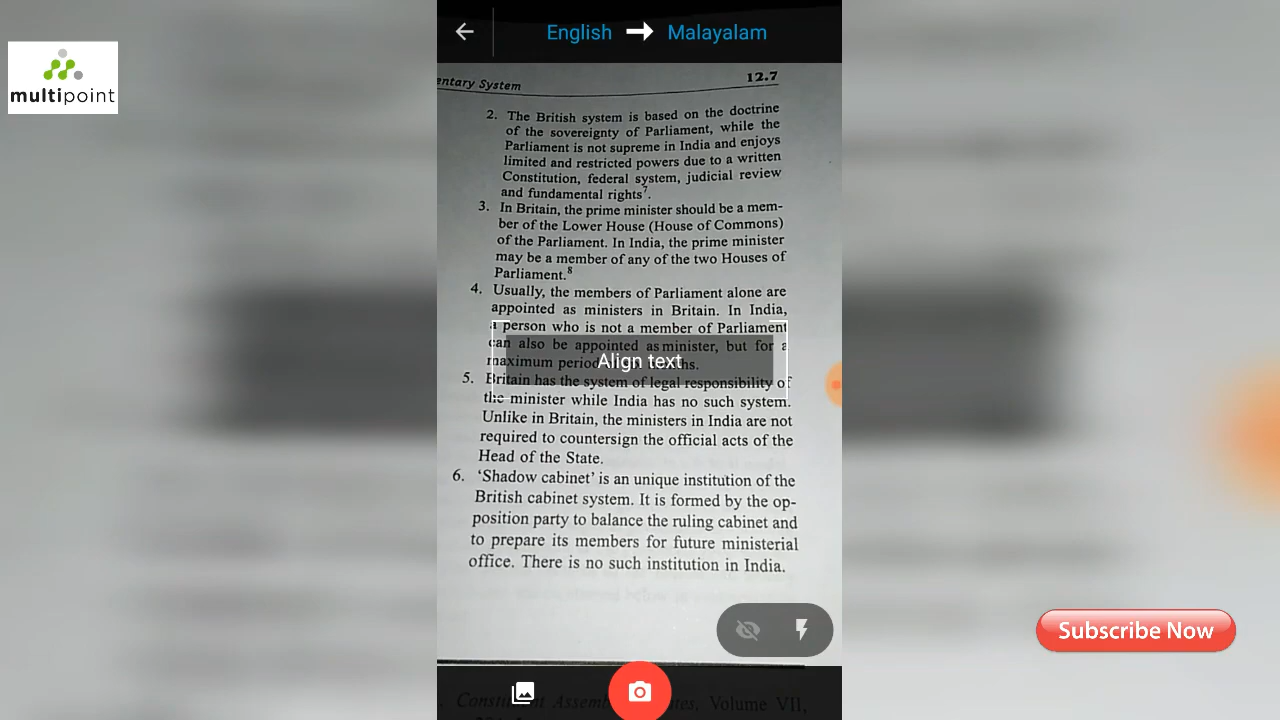 English → Malayalam
multipoint
entary System 12.7
2. The British system is based on the doctrine
of the sovereignty of Parliament, while the
Parliament is not supreme in India and enjoys
limited and restricted powers due to a written
Constitution, federal system, judicial review
and fundamental rights7.
3. In Britain, the prime minister should be a mem-
ber of the Lower House (House of Commons)
of the Parliament. In India, the prime minister
may be a member of any of the two Houses of
Parliament.8
4. Usually, the members of Parliament alone are
appointed as ministers in Britain. In India,
a person who is not a member of Parliament
can also be appointed as minister, but for a
maximum period
Align text
5. Britain has the system of legal responsibility of
the minister while India has no such system.
Unlike in Britain, the ministers in India are not
required to countersign the official acts of the
Head of the State.
6. ‘Shadow cabinet’ is an unique institution of the
British cabinet system. It is formed by the op-
position party to balance the ruling cabinet and
to prepare its members for future ministerial
office. There is no such institution in India.
Subscribe Now
Volume VII,